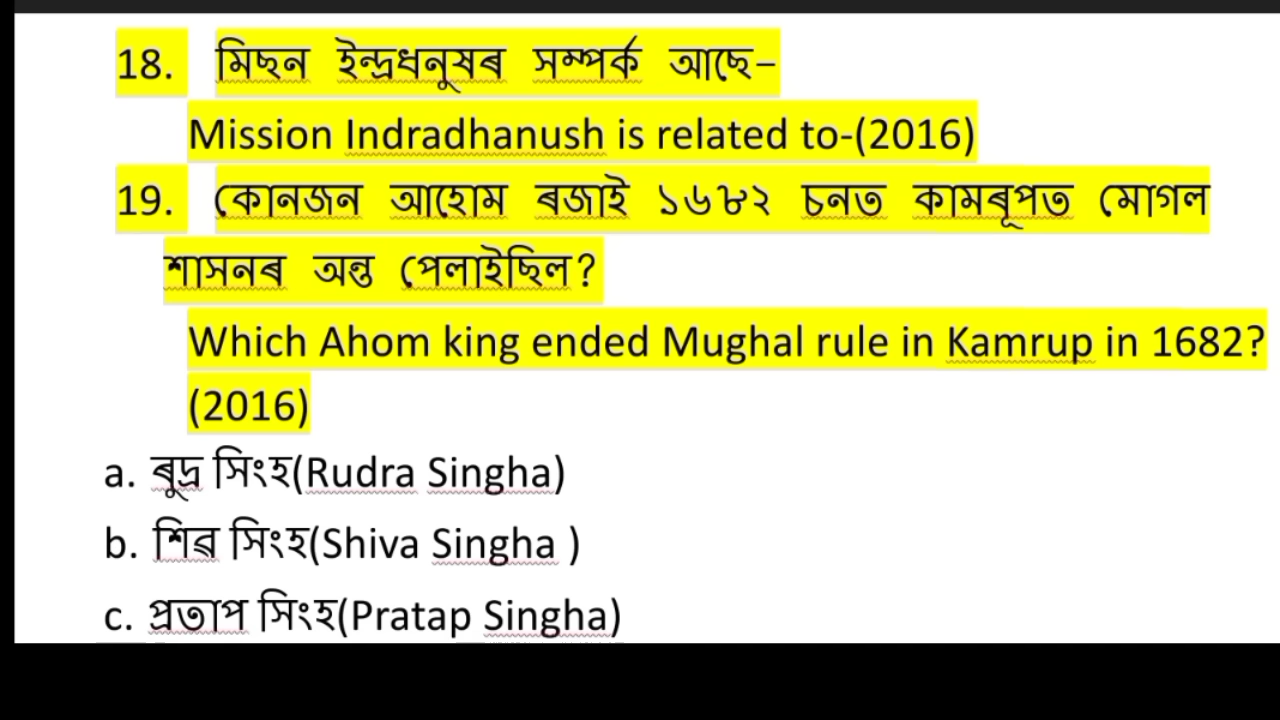 18. মিছন ইন্দ্ৰধনুষৰ সম্পৰ্ক আছে–
Mission Indradhanush is related to-(2016)
19. কোনজন আহোম ৰজাই ১৬৮২ চনত কামৰূপত মোগল
শাসনৰ অন্ত পেলাইছিল?
Which Ahom king ended Mughal rule in Kamrup in 1682?
(2016)
a. ৰুদ্ৰ সিংহ(Rudra Singha)
b. শিৱ সিংহ(Shiva Singha )
c. প্ৰতাপ সিংহ(Pratap Singha)